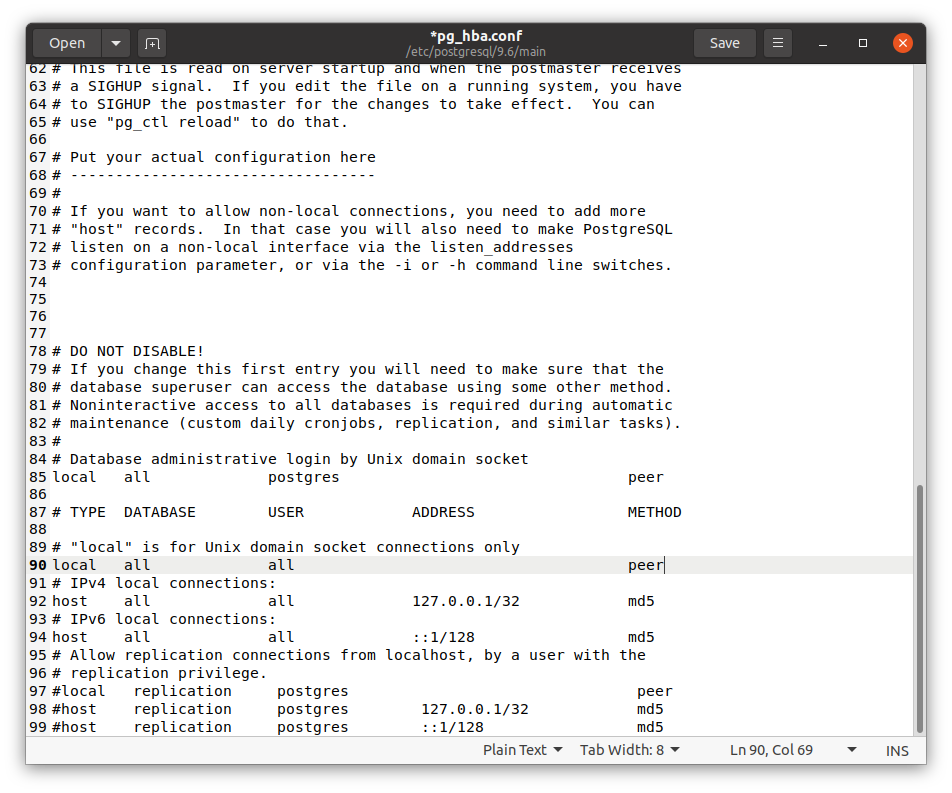 Open
*pg_hba.conf
/etc/postgresql/9.6/main
Save
62 # This file is read on server startup and when the postmaster receives
63 # a SIGHUP signal.  If you edit the file on a running system, you have
64 # to SIGHUP the postmaster for the changes to take effect.  You can
65 # use "pg_ctl reload" to do that.
66
67 # Put your actual configuration here
68 # ----------------------------------
69 #
70 # If you want to allow non-local connections, you need to add more
71 # "host" records.  In that case you will also need to make PostgreSQL
72 # listen on a non-local interface via the listen_addresses
73 # configuration parameter, or via the -i or -h command line switches.
74
75
76
77
78 # DO NOT DISABLE!
79 # If you change this first entry you will need to make sure that the
80 # database superuser can access the database using some other method.
81 # Noninteractive access to all databases is required during automatic
82 # maintenance (custom daily cronjobs, replication, and similar tasks).
83 #
84 # Database administrative login by Unix domain socket
85 local   all             postgres                                peer
86
87 # TYPE  DATABASE        USER            ADDRESS                 METHOD
88
89 # "local" is for Unix domain socket connections only
90 local   all             all                                     peer
91 # IPv4 local connections:
92 host    all             all             127.0.0.1/32            md5
93 # IPv6 local connections:
94 host    all             all             ::1/128                 md5
95 # Allow replication connections from localhost, by a user with the
96 # replication privilege.
97 #local   replication     postgres                                peer
98 #host    replication     postgres        127.0.0.1/32            md5
99 #host    replication     postgres        ::1/128                 md5
Plain Text
Tab Width: 8
Ln 90, Col 69
INS